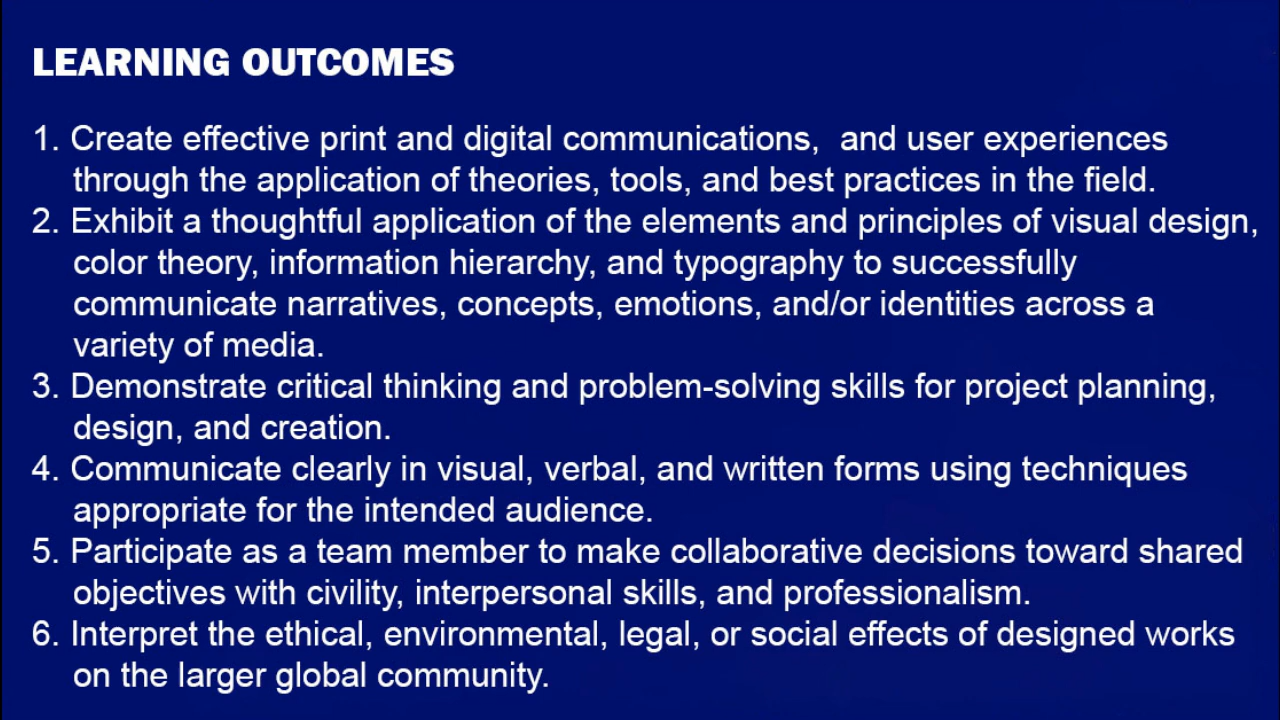 LEARNING OUTCOMES
1. Create effective print and digital communications,  and user experiences
through the application of theories, tools, and best practices in the field.
2. Exhibit a thoughtful application of the elements and principles of visual design,
color theory, information hierarchy, and typography to successfully
communicate narratives, concepts, emotions, and/or identities across a
variety of media.
3. Demonstrate critical thinking and problem-solving skills for project planning,
design, and creation.
4. Communicate clearly in visual, verbal, and written forms using techniques
appropriate for the intended audience.
5. Participate as a team member to make collaborative decisions toward shared
objectives with civility, interpersonal skills, and professionalism.
6. Interpret the ethical, environmental, legal, or social effects of designed works
on the larger global community.